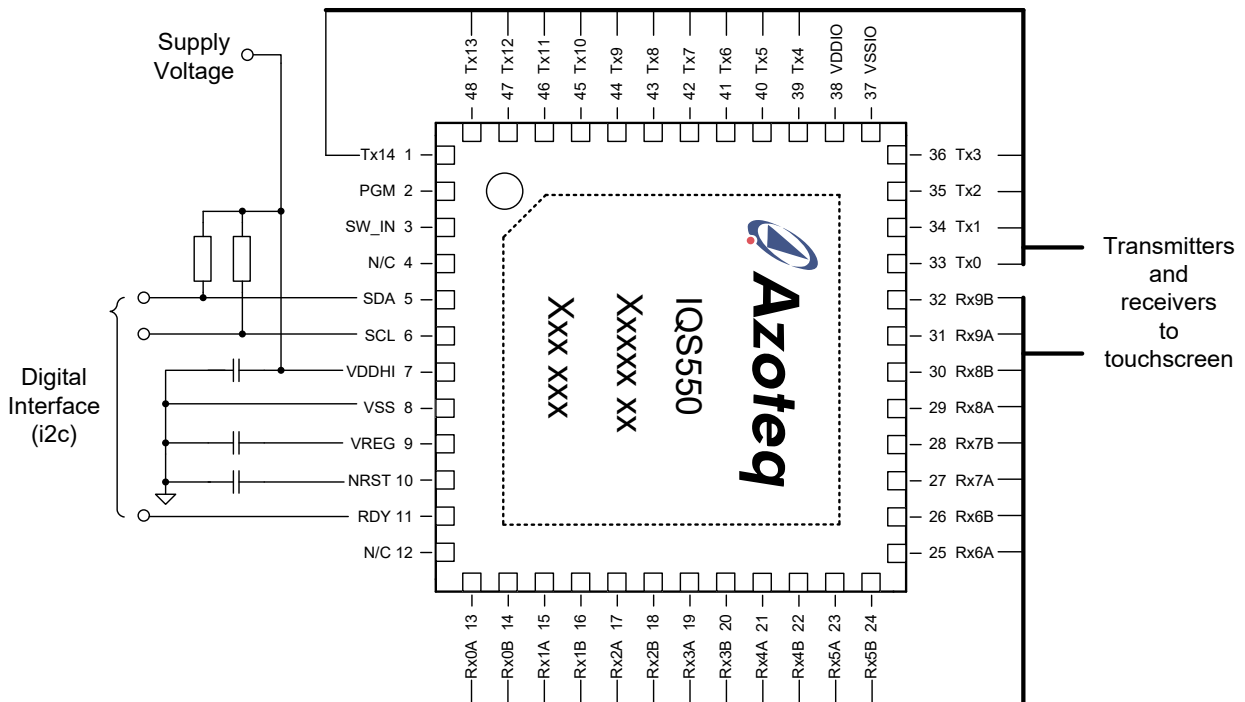 Supply
Voltage
48 Tx13
47 Tx12
46 Tx11
45 Tx10
44 Tx9
43 Tx8
42 Tx7
41 Tx6
40 Tx5
39 Tx4
38 VDDIO
37 VSSIO
Tx14 1
PGM 2
SW_IN 3
N/C 4
SDA 5
SCL 6
VDDHI 7
VSS 8
VREG 9
NRST 10
RDY 11
N/C 12
Digital
Interface
(i2c)
Azoteq
IQS550
Xxxxx xx xx
Xxx xx xxx
36 Tx3
35 Tx2
34 Tx1
33 Tx0
32 Rx9B
31 Rx9A
30 Rx8B
29 Rx8A
28 Rx7B
27 Rx7A
26 Rx6B
25 Rx6A
Transmitters
and
receivers
to
touchscreen
Rx0A 13
Rx0B 14
Rx1A 15
Rx1B 16
Rx2A 17
Rx2B 18
Rx3A 19
Rx3B 20
Rx4A 21
Rx4B 22
Rx5A 23
Rx5B 24